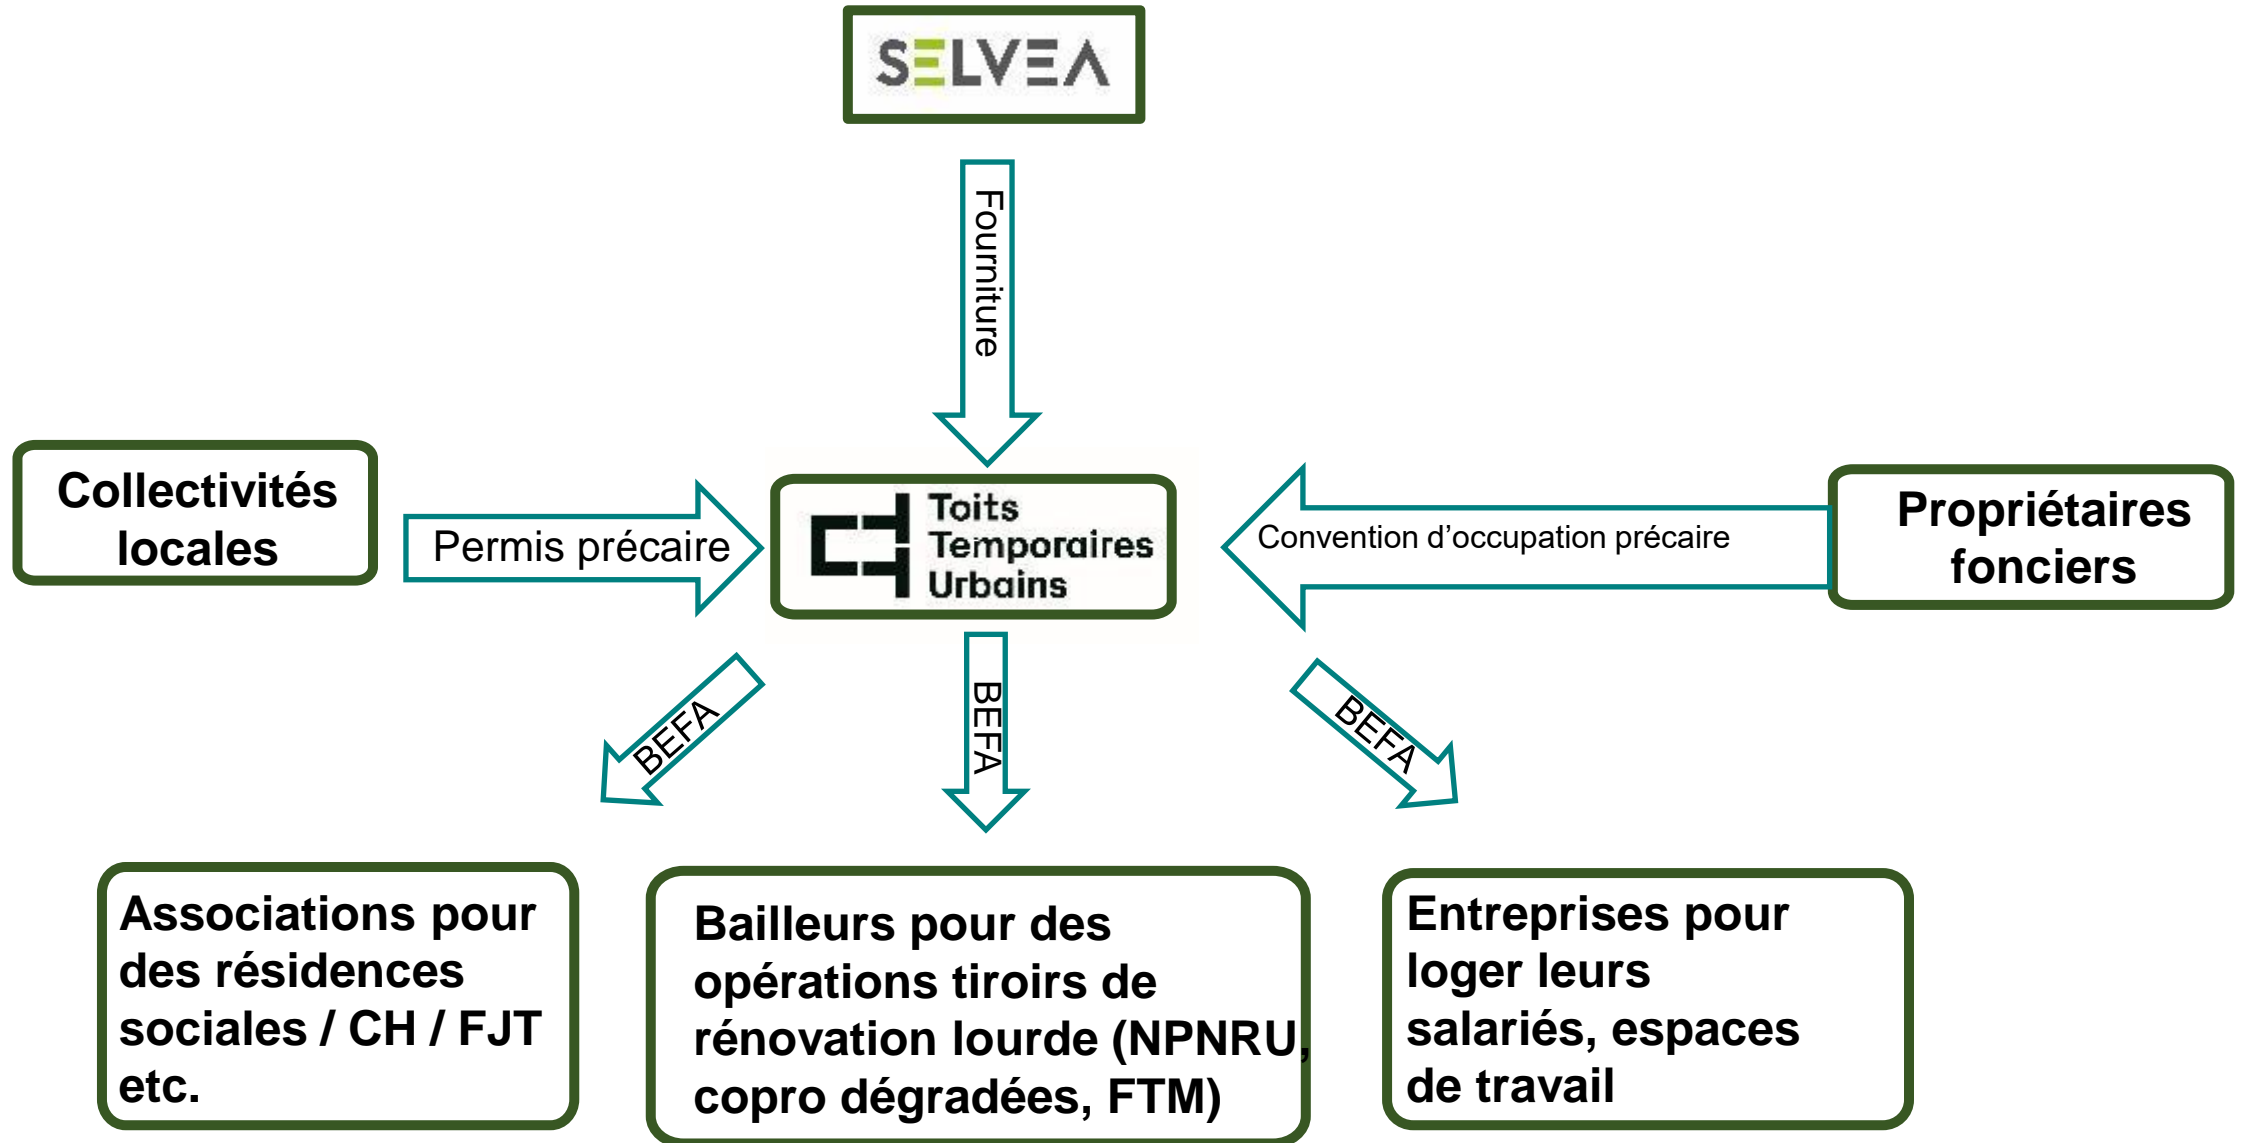 SELVEA
Fourniture
Collectivités
locales
Permis précaire
Toits
Temporaires
Urbains
Convention d’occupation précaire
Propriétaires
fonciers
BEFA
BEFA
BEFA
Associations pour
des résidences
sociales / CH / FJT
etc.
Bailleurs pour des
opérations tiroirs de
rénovation lourde (NPNRU,
copro dégradées, FTM)
Entreprises pour
loger leurs
salariés, espaces
de travail